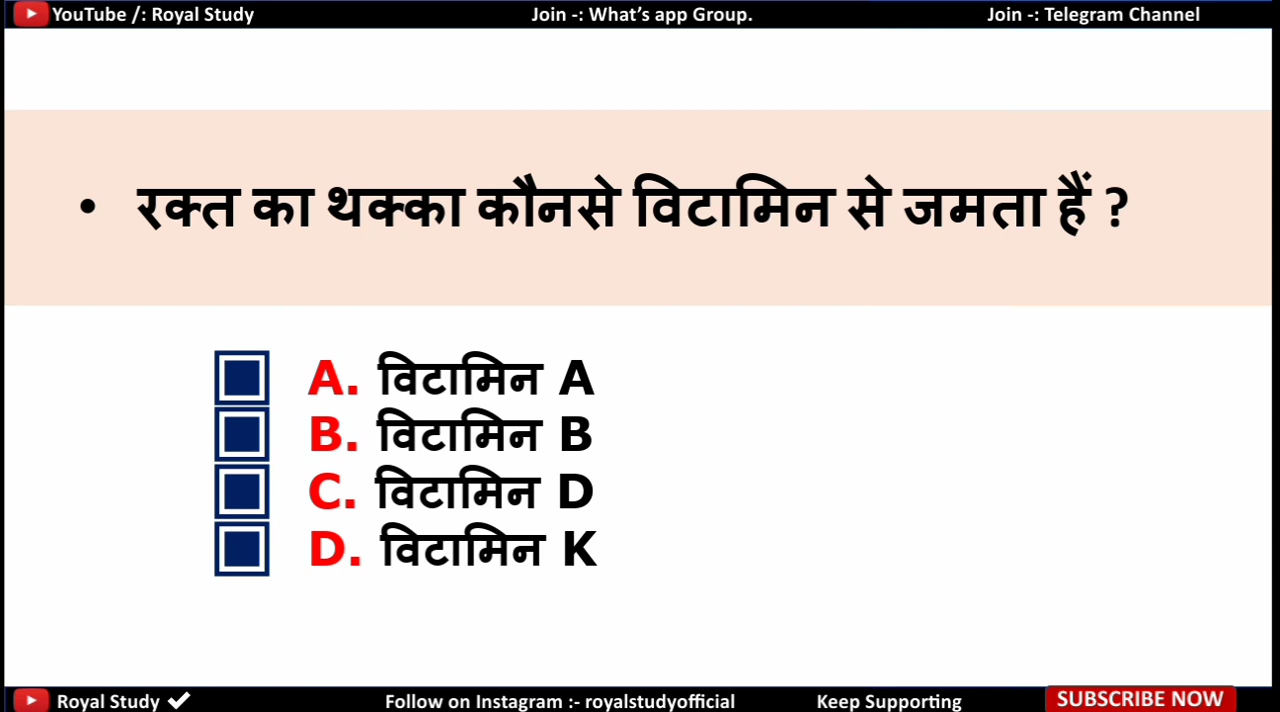 YouTube /: Royal Study Join -: What’s app Group. Join -: Telegram Channel
• रक्त का थक्का कौनसे विटामिन से जमता हैं ?
A. विटामिन A
B. विटामिन B
C. विटामिन D
D. विटामिन K
Royal Study Follow on Instagram :- royalstudyofficial Keep Supporting SUBSCRIBE NOW